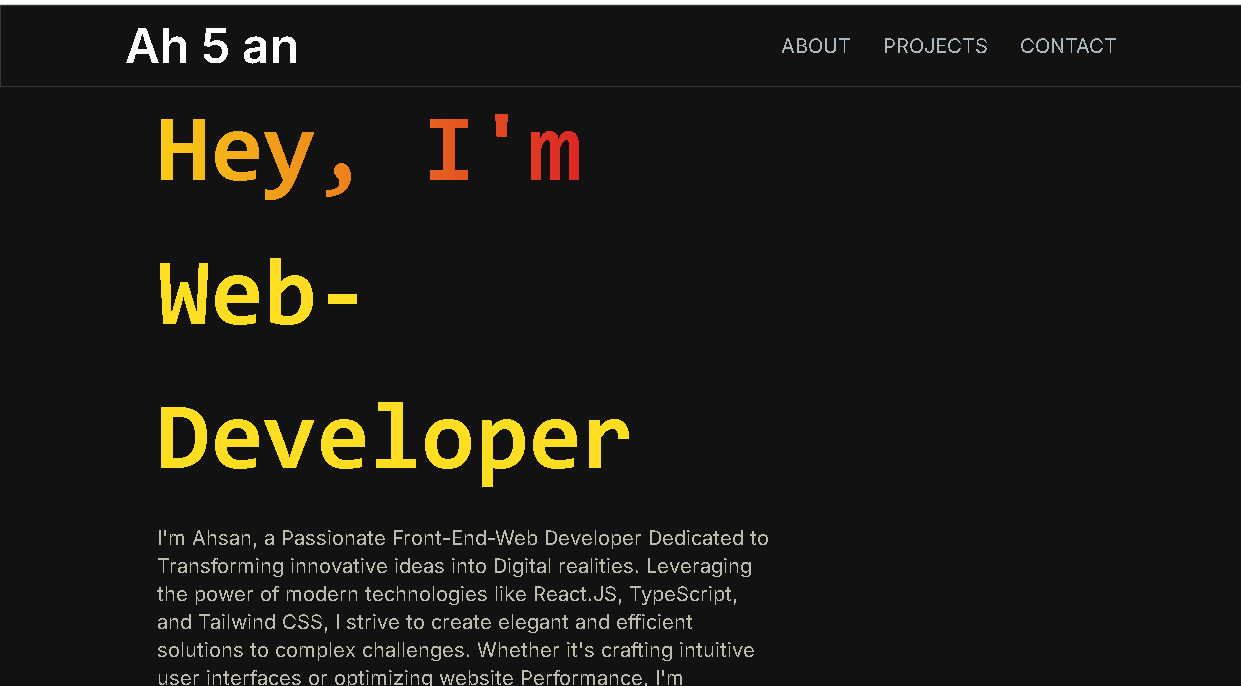 Ah 5 an
ABOUT PROJECTS CONTACT
Hey, I'm
Web-
Developer
I'm Ahsan, a Passionate Front-End-Web Developer Dedicated to
Transforming innovative ideas into Digital realities. Leveraging
the power of modern technologies like React.JS, TypeScript,
and Tailwind CSS, I strive to create elegant and efficient
solutions to complex challenges. Whether it's crafting intuitive
user interfaces or optimizing website Performance, I'm